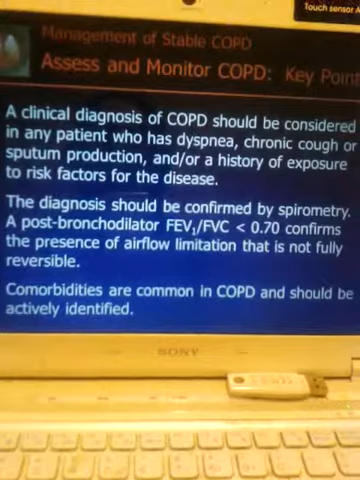 Touch sensor
Management of Stable COPD
Assess and Monitor COPD: Key Point
A clinical diagnosis of COPD should be considered
in any patient who has dyspnea, chronic cough or
sputum production, and/or a history of exposure
to risk factors for the disease.
The diagnosis should be confirmed by spirometry.
A post-bronchodilator FEV₁/FVC < 0.70 confirms
the presence of airflow limitation that is not fully
reversible.
Comorbidities are common in COPD and should be
actively identified.
SONY